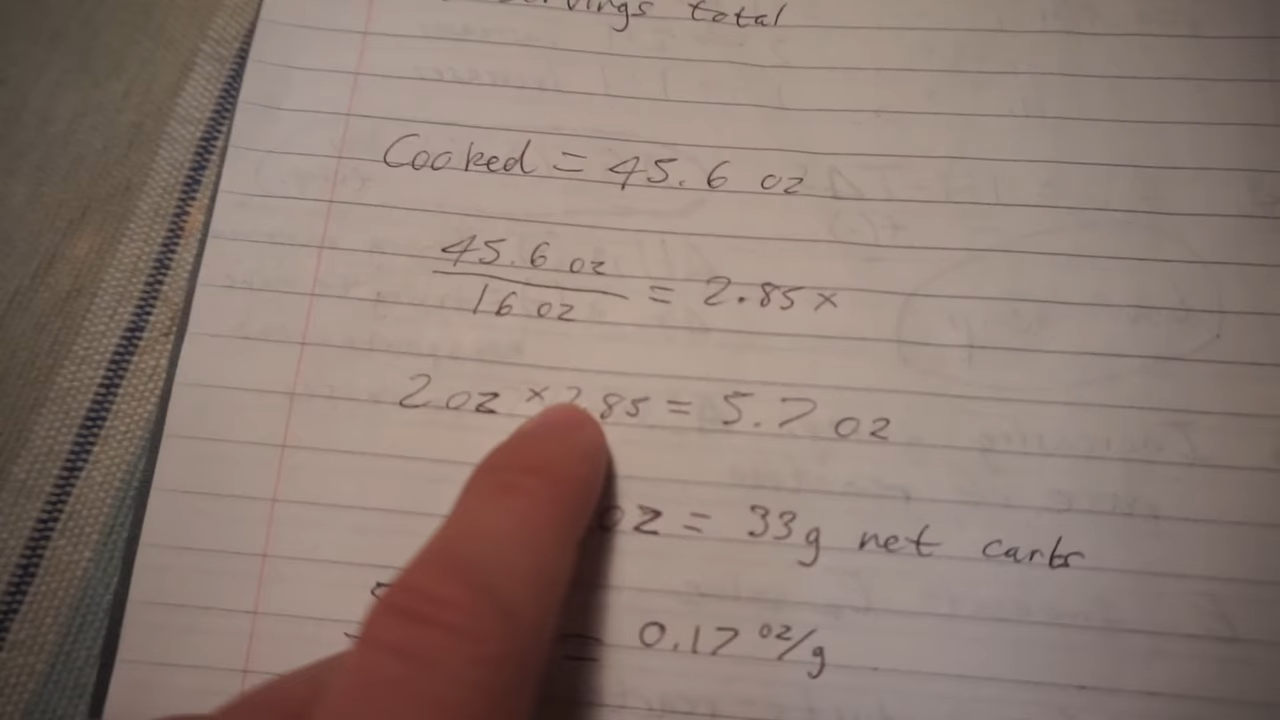 total
Cooked = 45.6 oz
45.6 oz
16 oz
= 2.85 x
2 oz x 2.85 = 5.7 oz
oz = 33g net carbs
= 0.17 oz/g